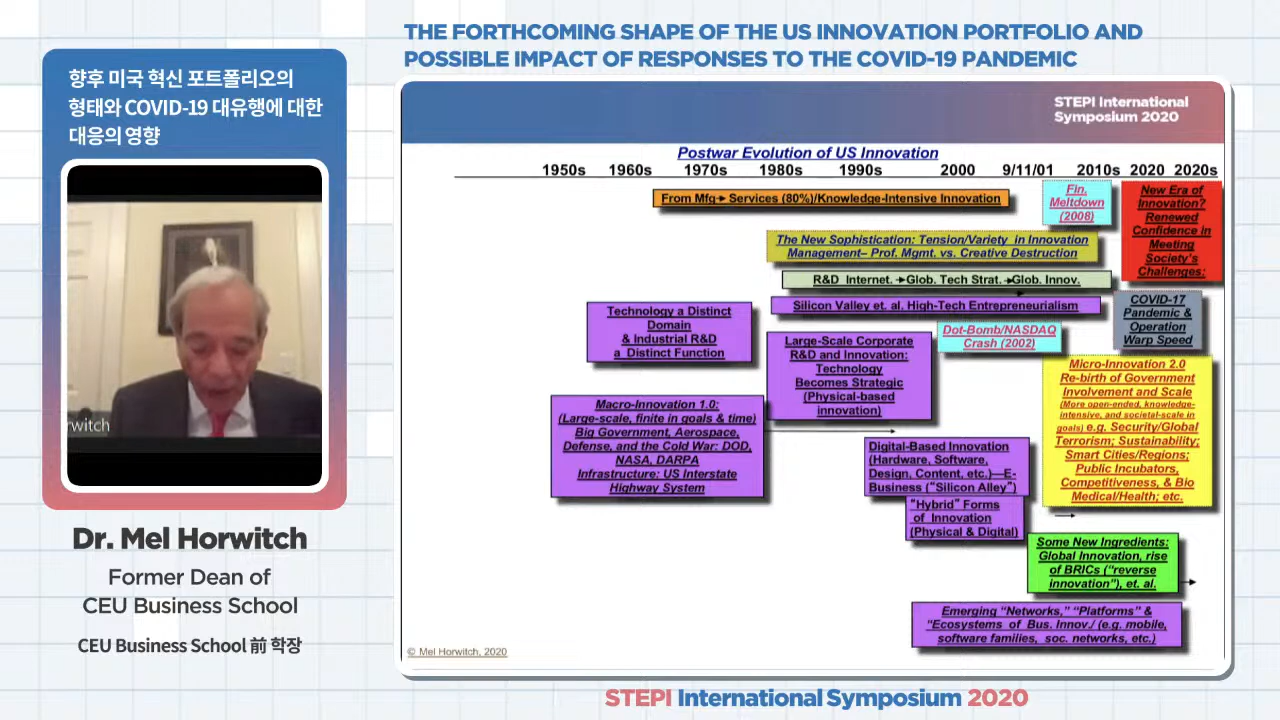 THE FORTHCOMING SHAPE OF THE US INNOVATION PORTFOLIO AND
POSSIBLE IMPACT OF RESPONSES TO THE COVID-19 PANDEMIC
향후 미국 혁신 포트폴리오의
형태와 COVID-19 대유행에 대한
대응의 영향
rwitch
Dr. Mel Horwitch
Former Dean of
CEU Business School
CEU Business School 前 학장
STEPI International
Symposium 2020
Postwar Evolution of US Innovation
1950s 1960s 1970s 1980s 1990s 2000 9/11/01 2010s 2020 2020s
From Mfg→ Services (80%)/Knowledge-Intensive Innovation
Fin.
Meltdown
(2008)
New Era of
Innovation?
Renewed
Confidence in
Meeting
Society's
Challenges:
The New Sophistication: Tension/Variety in Innovation
Management– Prof. Mgmt. vs. Creative Destruction
R&D Internet. →Glob. Tech Strat. →Glob. Innov.
Silicon Valley et. al. High-Tech Entrepreneurialism
COVID-17
Pandemic &
Operation
Warp Speed
Technology a Distinct
Domain
& Industrial R&D
a Distinct Function
Dot-Bomb/NASDAQ
Crash (2002)
Large-Scale Corporate
R&D and Innovation:
Technology
Becomes Strategic
(Physical-based
innovation)
Micro-Innovation 2.0
Re-birth of Government
Involvement and Scale
(More open-ended, knowledge-
intensive, and societal-scale in
goals) e.g. Security/Global
Terrorism; Sustainability;
Smart Cities/Regions;
Public Incubators,
Competitiveness, & Bio
Medical/Health; etc.
Macro-Innovation 1.0:
(Large-scale, finite in goals & time)
Big Government, Aerospace,
Defense, and the Cold War: DOD,
NASA, DARPA
Infrastructure: US Interstate
Highway System
Digital-Based Innovation
(Hardware, Software,
Design, Content, etc.)—E-
Business ("Silicon Alley")
"Hybrid" Forms
of Innovation
(Physical & Digital)
Some New Ingredients:
Global Innovation, rise
of BRICs ("reverse
innovation"), et. al.
Emerging "Networks," "Platforms" &
"Ecosystems of Bus. Innov./ (e.g. mobile,
software families, soc. networks, etc.)
© Mel Horwitch, 2020
STEPI International Symposium 2020